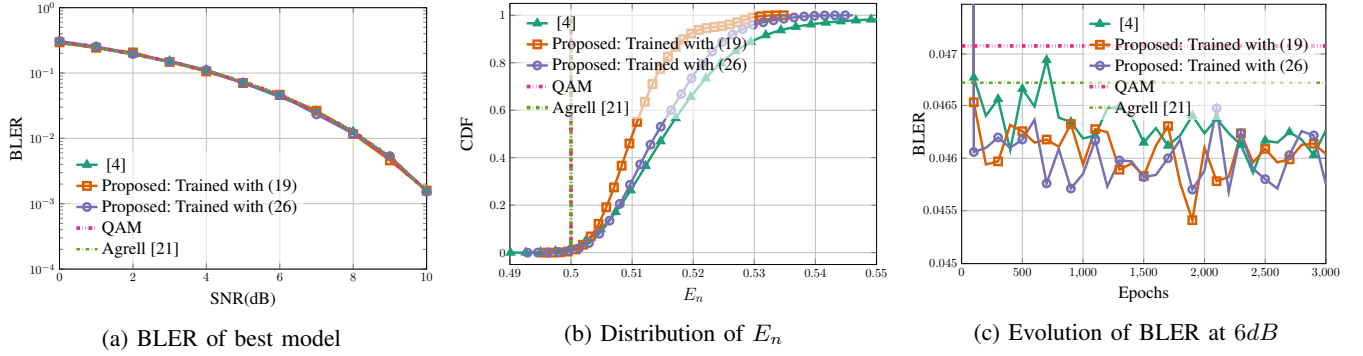 10⁰
10⁻¹
10⁻²
10⁻³
10⁻⁴
BLER
[4]
Proposed: Trained with (19)
Proposed: Trained with (26)
QAM
Agrell [21]
0 2 4 6 8 10
SNR(dB)
(a) BLER of best model
1
0.8
0.6
0.4
0.2
0
CDF
[4]
Proposed: Trained with (19)
Proposed: Trained with (26)
QAM
Agrell [21]
0.49 0.5 0.51 0.52 0.53 0.54 0.55
Eₙ
(b) Distribution of Eₙ
0.047
0.0465
0.046
0.0455
0.045
BLER
[4]
Proposed: Trained with (19)
Proposed: Trained with (26)
QAM
Agrell [21]
0 500 1,000 1,500 2,000 2,500 3,000
Epochs
(c) Evolution of BLER at 6dB